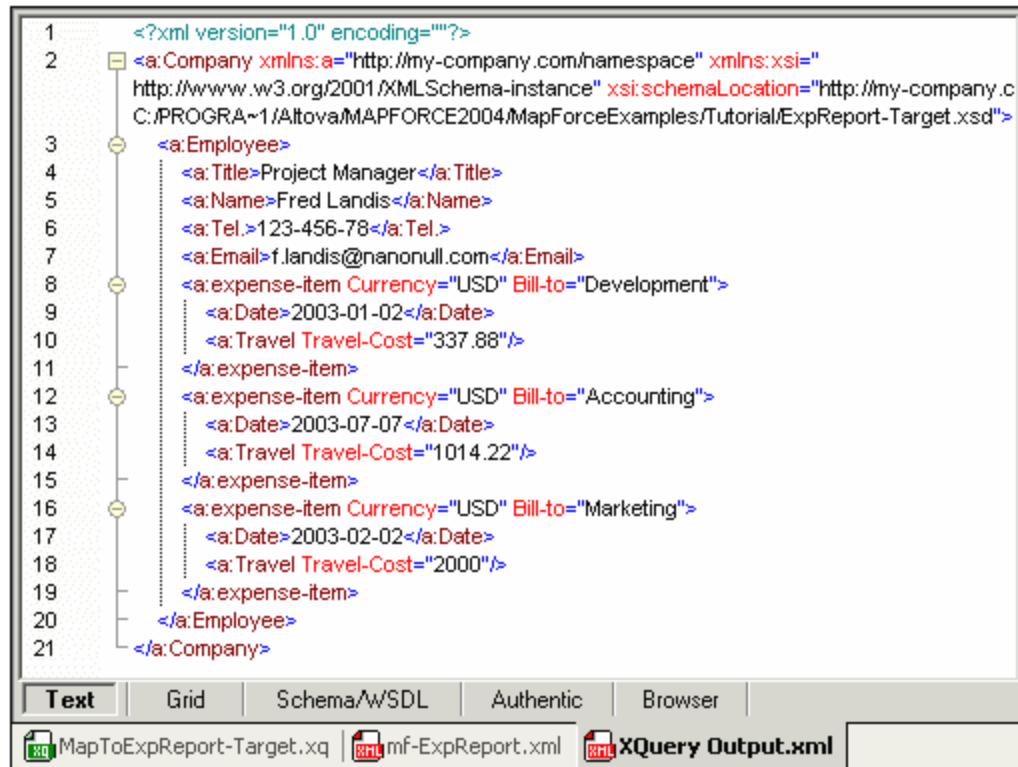 1 <?xml version="1.0" encoding=""?>
2 <a:Company xmlns:a="http://my-company.com/namespace" xmlns:xsi="
http://www.w3.org/2001/XMLSchema-instance" xsi:schemaLocation="http://my-company.c
C:/PROGRA~1/Altova/MAPFORCE2004/MapForceExamples/Tutorial/ExpReport-Target.xsd">
3 <a:Employee>
4 <a:Title>Project Manager</a:Title>
5 <a:Name>Fred Landis</a:Name>
6 <a:Tel.>123-456-78</a:Tel.>
7 <a:Email>f.landis@nanonull.com</a:Email>
8 <a:expense-item Currency="USD" Bill-to="Development">
9 <a:Date>2003-01-02</a:Date>
10 <a:Travel Travel-Cost="337.88"/>
11 </a:expense-item>
12 <a:expense-item Currency="USD" Bill-to="Accounting">
13 <a:Date>2003-07-07</a:Date>
14 <a:Travel Travel-Cost="1014.22"/>
15 </a:expense-item>
16 <a:expense-item Currency="USD" Bill-to="Marketing">
17 <a:Date>2003-02-02</a:Date>
18 <a:Travel Travel-Cost="2000"/>
19 </a:expense-item>
20 </a:Employee>
21 </a:Company>
Text Grid Schema/WSDL Authentic Browser
XQ MapToExpReport-Target.xq XML mf-ExpReport.xml XML XQuery Output.xml